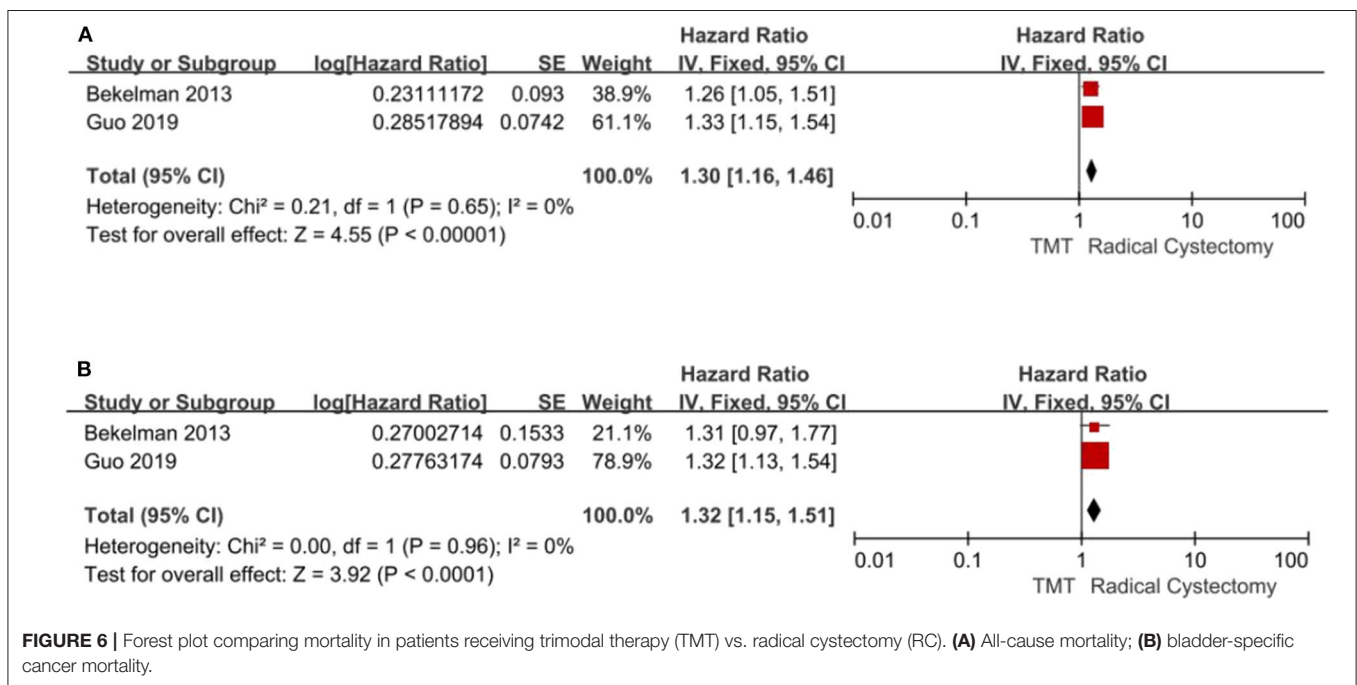 A
Hazard Ratio Hazard Ratio
Study or Subgroup log[Hazard Ratio] SE Weight IV, Fixed, 95% CI IV, Fixed, 95% CI
Bekelman 2013 0.23111172 0.093 38.9% 1.26 [1.05, 1.51]
Guo 2019 0.28517894 0.0742 61.1% 1.33 [1.15, 1.54]
Total (95% CI) 100.0% 1.30 [1.16, 1.46]
Heterogeneity: Chi² = 0.21, df = 1 (P = 0.65); I² = 0%
Test for overall effect: Z = 4.55 (P < 0.00001)
0.01 0.1 1 10 100
TMT Radical Cystectomy
B
Hazard Ratio Hazard Ratio
Study or Subgroup log[Hazard Ratio] SE Weight IV, Fixed, 95% CI IV, Fixed, 95% CI
Bekelman 2013 0.27002714 0.1533 21.1% 1.31 [0.97, 1.77]
Guo 2019 0.27763174 0.0793 78.9% 1.32 [1.13, 1.54]
Total (95% CI) 100.0% 1.32 [1.15, 1.51]
Heterogeneity: Chi² = 0.00, df = 1 (P = 0.96); I² = 0%
Test for overall effect: Z = 3.92 (P < 0.0001)
0.01 0.1 1 10 100
TMT Radical Cystectomy
FIGURE 6 | Forest plot comparing mortality in patients receiving trimodal therapy (TMT) vs. radical cystectomy (RC). (A) All-cause mortality; (B) bladder-specific
cancer mortality.